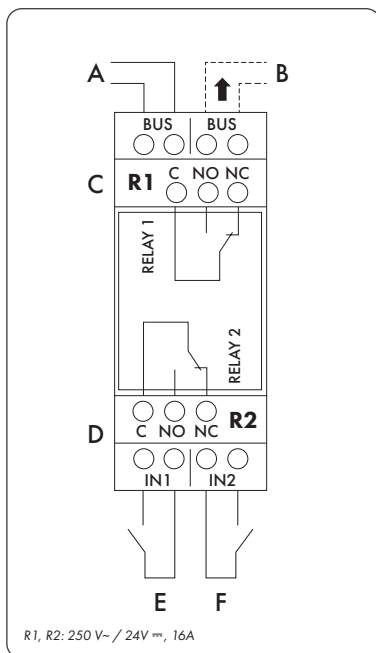 A B
BUS BUS
C R1 C NO NC
RELAY 1
RELAY 2
D C NO NC R2
IN1 IN2
E F
R1, R2: 250 V~ / 24V ⎓, 16A